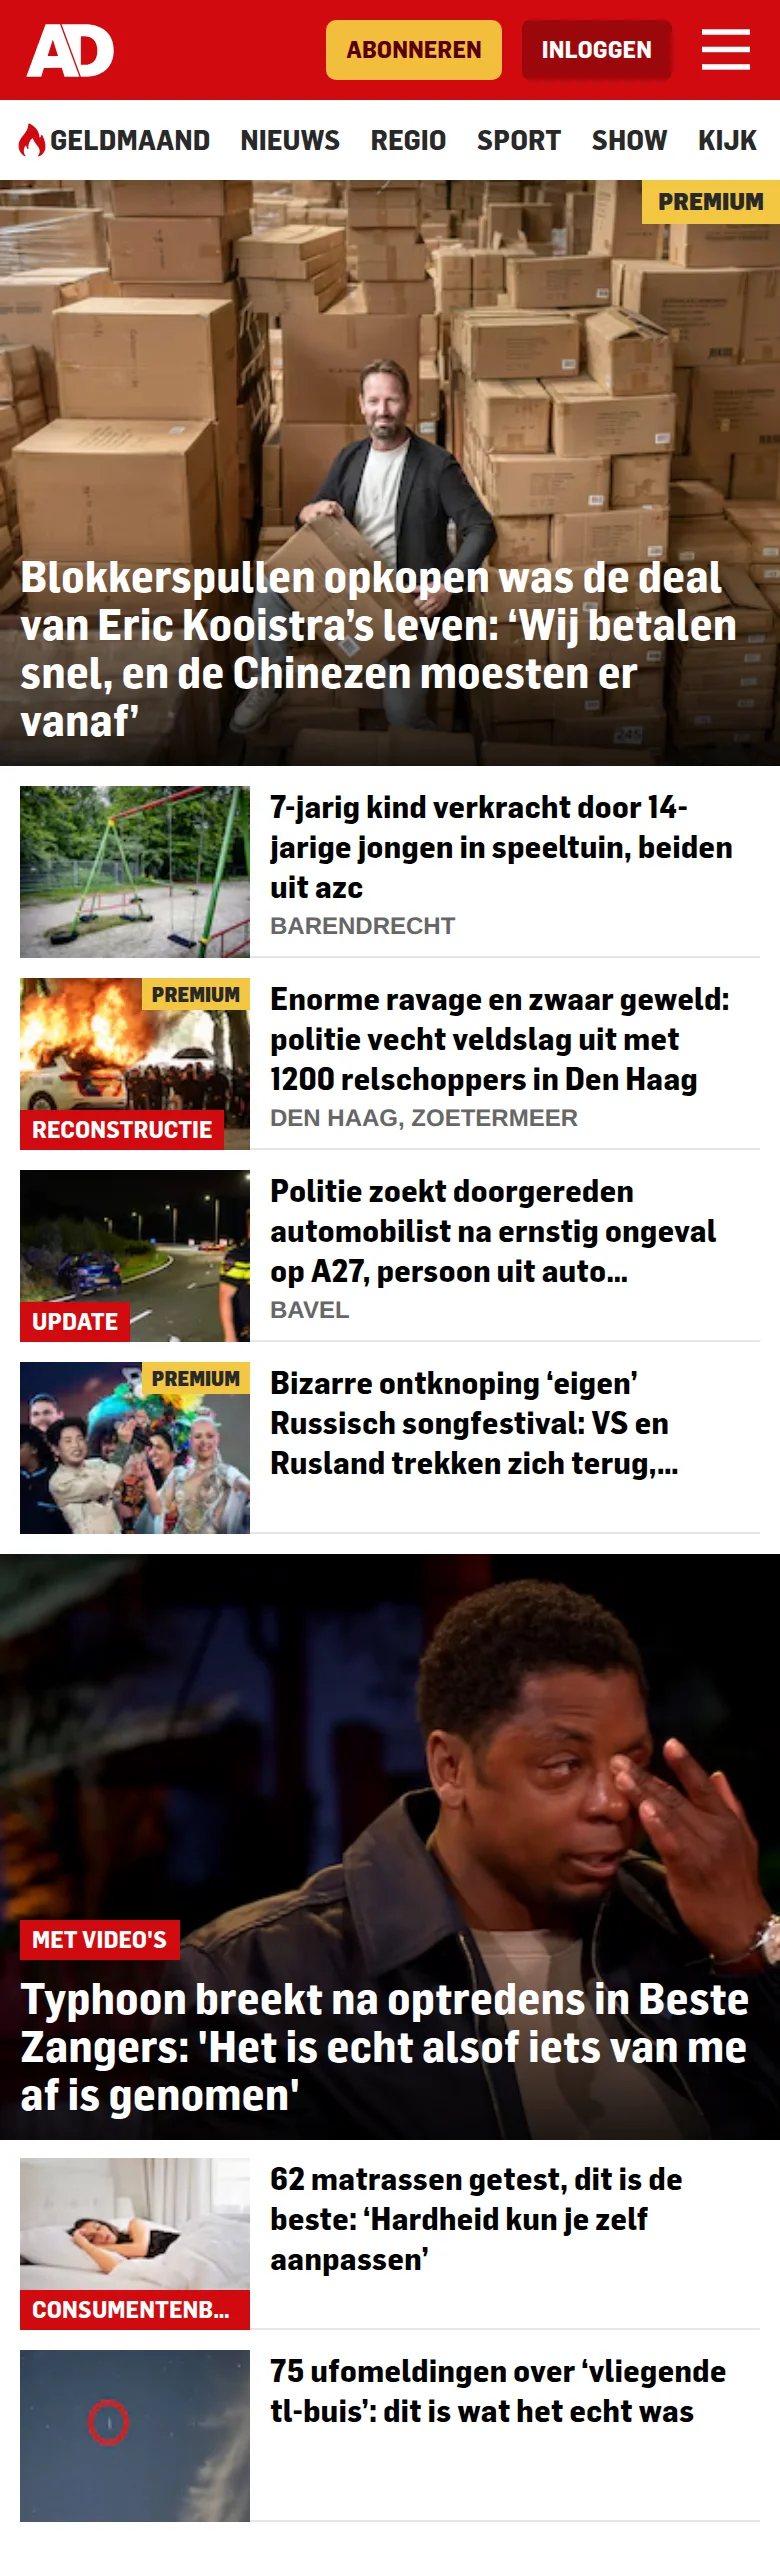 AD
ABONNEREN
INLOGGEN
GELDMAAND NIEUWS REGIO SPORT SHOW KIJK
PREMIUM
Blokkerspullen opkopen was de deal
van Eric Kooistra’s leven: ‘Wij betalen
snel, en de Chinezen moesten er
vanaf’
7-jarig kind verkracht door 14-
jarige jongen in speeltuin, beiden
uit azc
BARENDRECHT
PREMIUM
RECONSTRUCTIE
Enorme ravage en zwaar geweld:
politie vecht veldslag uit met
1200 relschoppers in Den Haag
DEN HAAG, ZOETERMEER
UPDATE
Politie zoekt doorgereden
automobilist na ernstig ongeval
op A27, persoon uit auto...
BAVEL
PREMIUM
Bizarre ontknoping ‘eigen’
Russisch songfestival: VS en
Rusland trekken zich terug,...
MET VIDEO'S
Typhoon breekt na optredens in Beste
Zangers: 'Het is echt alsof iets van me
af is genomen'
CONSUMENTENB...
62 matrassen getest, dit is de
beste: ‘Hardheid kun je zelf
aanpassen’
75 ufomeldingen over ‘vliegende
tl-buis’: dit is wat het echt was